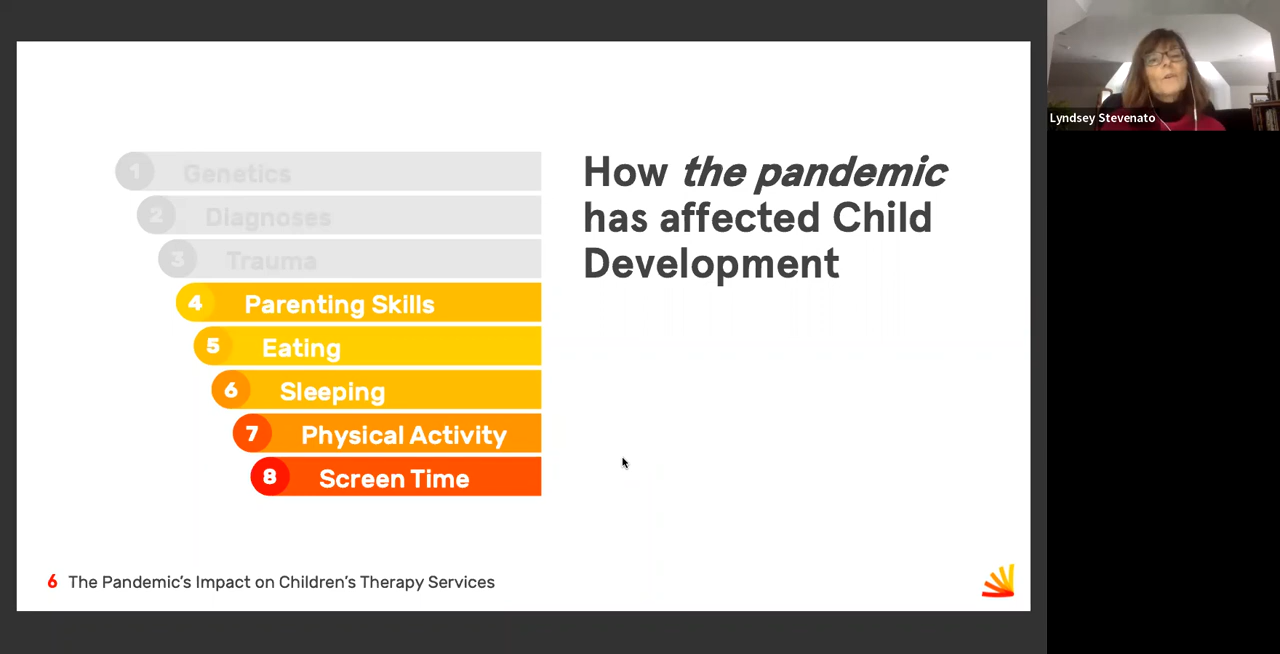 1 Genetics
2 Diagnoses
3 Trauma
4 Parenting Skills
5 Eating
6 Sleeping
7 Physical Activity
8 Screen Time
How the pandemic
has affected Child
Development
6 The Pandemic's Impact on Children's Therapy Services
Lyndsey Stevenato